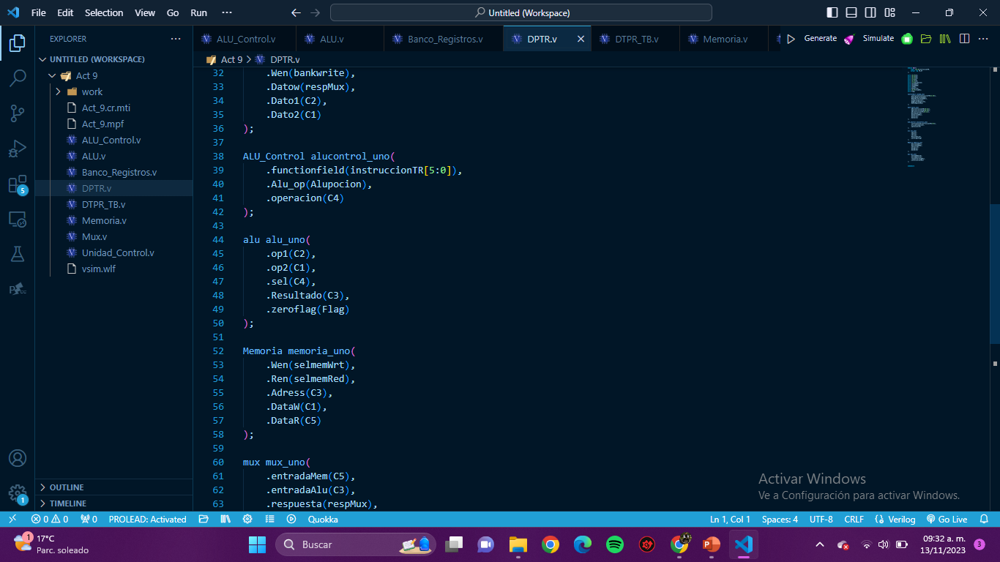 File Edit Selection View Go Run ··· Untitled (Workspace)
EXPLORER ···
UNTITLED (WORKSPACE)
Act 9
work
Act_9.cr.mti
Act_9.mpf
ALU_Control.v
ALU.v
Banco_Registros.v
DPTR.v
DTPR_TB.v
Memoria.v
Mux.v
Unidad_Control.v
vsim.wlf
OUTLINE
TIMELINE
5
1
ALU_Control.v ALU.v Banco_Registros.v DPTR.v DTPR_TB.v Memoria.v Generate Simulate ···
Act 9 > DPTR.v
32 .Wen(bankwrite),
33 .Datow(respMux),
34 .Dato1(C2),
35 .Dato2(C1)
36 );
37
38 ALU_Control alucontrol_uno(
39 .functionfield(instruccionTR[5:0]),
40 .Alu_op(Alupocion),
41 .operacion(C4)
42 );
43
44 alu alu_uno(
45 .op1(C2),
46 .op2(C1),
47 .sel(C4),
48 .Resultado(C3),
49 .zeroflag(Flag)
50 );
51
52 Memoria memoria_uno(
53 .Wen(selmemWrt),
54 .Ren(selmemRed),
55 .Adress(C3),
56 .DataW(C1),
57 .DataR(C5)
58 );
59
60 mux mux_uno(
61 .entradaMem(C5),
62 .entradaAlu(C3),
63 .respuesta(respMux),
Activar Windows
Ve a Configuración para activar Windows.
0 0 0 PROLEAD: Activated Quokka Ln 1, Col 1 Spaces: 4 UTF-8 CRLF Verilog Go Live
1
17°C
Parc. soleado
Buscar
09:32 a. m.
13/11/2023
3